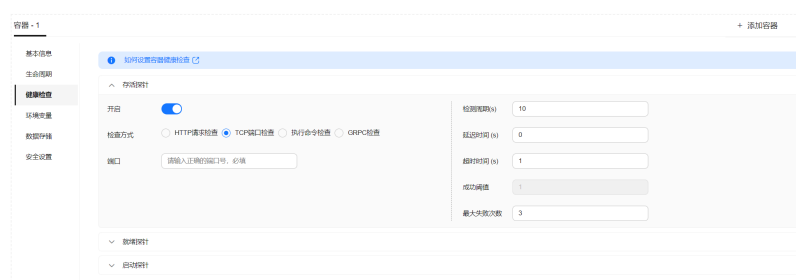 容器 - 1
+ 添加容器
基本信息
生命周期
健康检查
环境变量
数据存储
安全设置
如何设置容器健康检查
存活探针
开启
检查方式
HTTP请求检查
TCP端口检查
执行命令检查
GRPC检查
端口
请输入正确的端口号，必填
检测周期(s)
10
延迟时间 (s)
0
超时时间 (s)
1
成功阈值
1
最大失败次数
3
就绪探针
启动探针